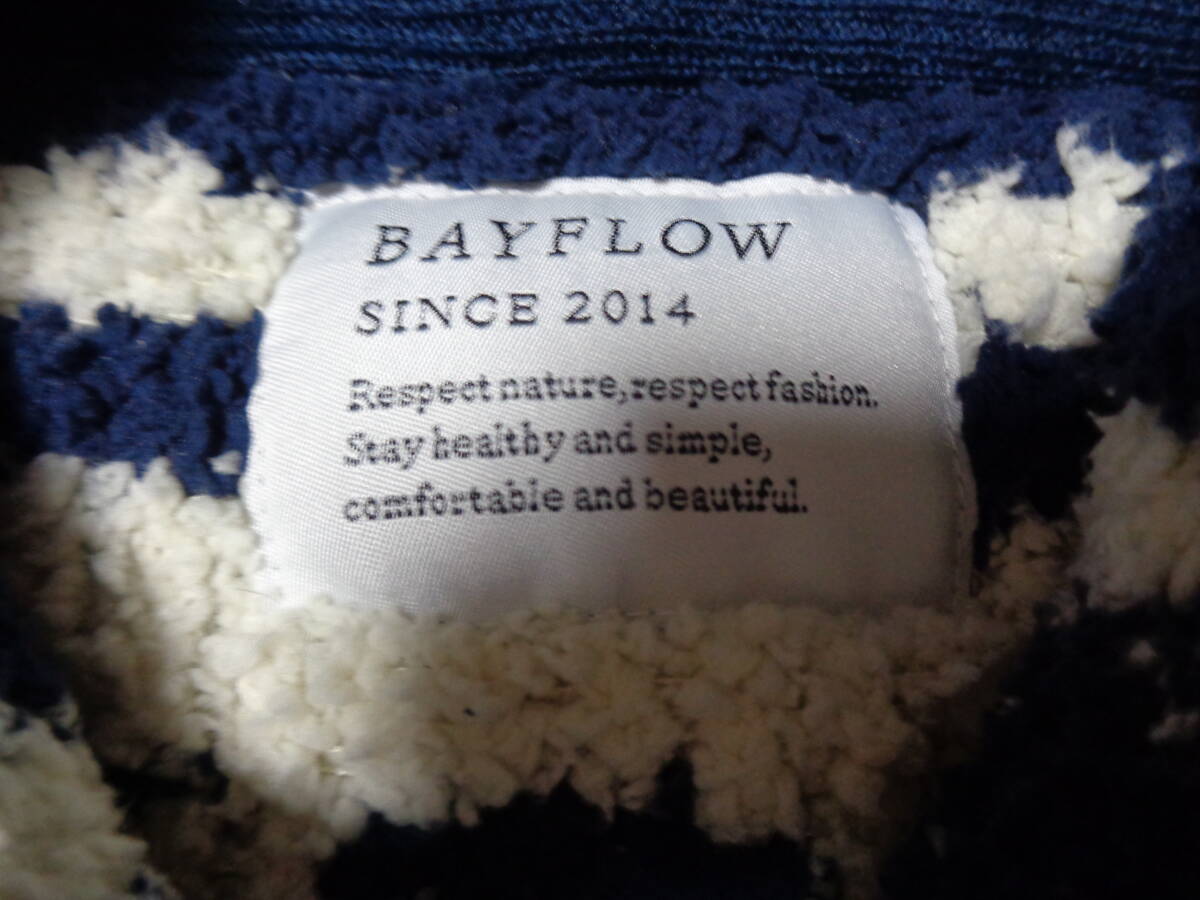 BAYFLOW
SINCE 2014
Respect nature, respect fashion.
Stay healthy and simple,
comfortable and beautiful.